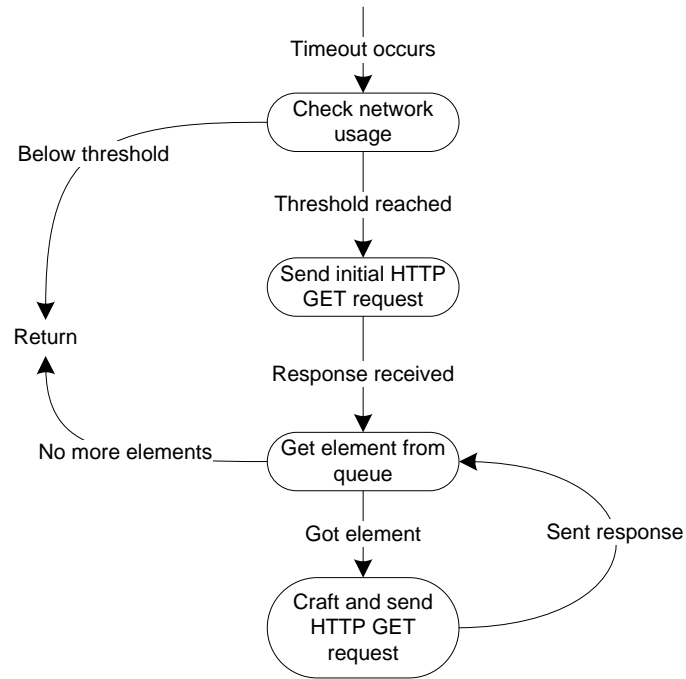 Timeout occurs
Check network
usage
Below threshold
Threshold reached
Send initial HTTP
GET request
Return
Response received
No more elements
Get element from
queue
Got element
Sent response
Craft and send
HTTP GET
request